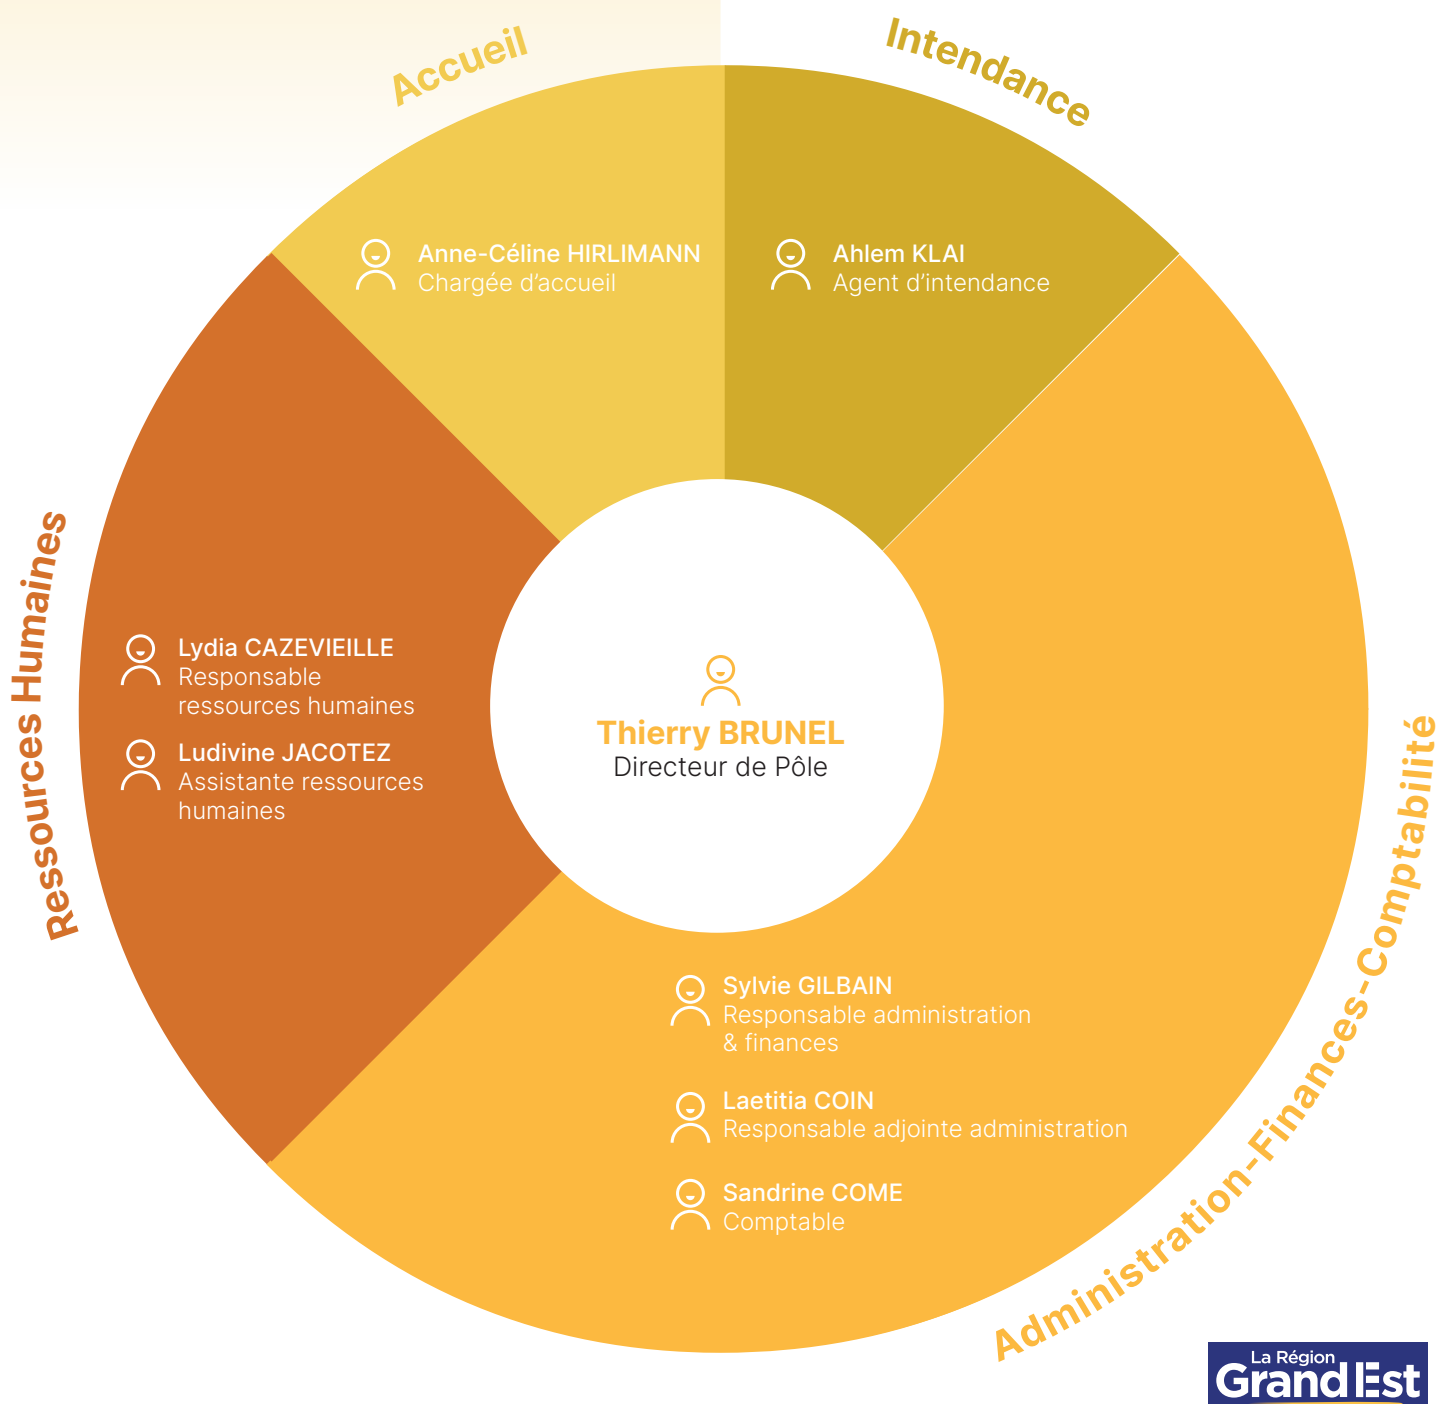 Accueil
Intendance
Anne-Céline HIRLIMANN
Chargée d’accueil
Ahlem KLAI
Agent d’intendance
Ressources Humaines
Lydia CAZEVIEILLE
Responsable
ressources humaines
Ludivine JACOTEZ
Assistante ressources
humaines
Thierry BRUNEL
Directeur de Pôle
Administration-Finances-Comptabilité
Sylvie GILBAIN
Responsable administration
& finances
Laetitia COIN
Responsable adjointe administration
Sandrine COME
Comptable
La Région
Grand Est